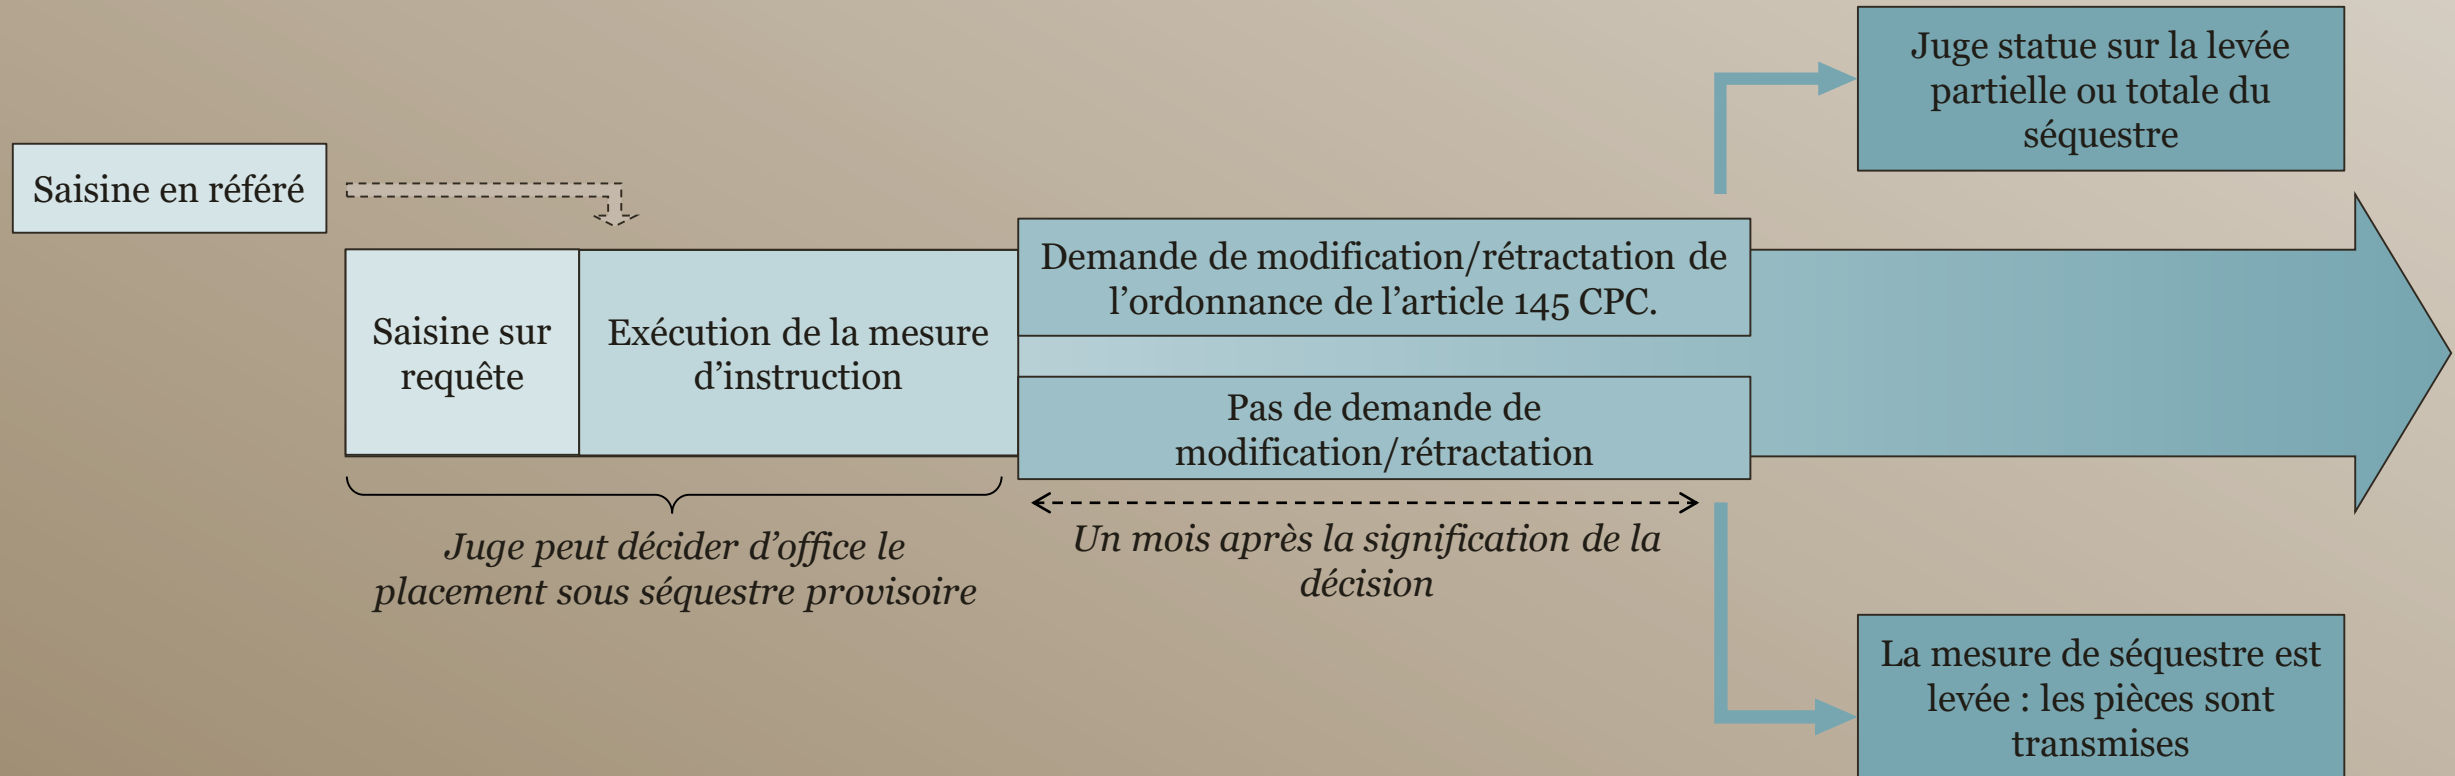 Saisine en référé
Saisine sur
requête
Exécution de la mesure
d’instruction
Juge peut décider d’office le
placement sous séquestre provisoire
Demande de modification/rétractation de
l’ordonnance de l’article 145 CPC.
Pas de demande de
modification/rétractation
Un mois après la signification de la
décision
Juge statue sur la levée
partielle ou totale du
séquestre
La mesure de séquestre est
levée : les pièces sont
transmises